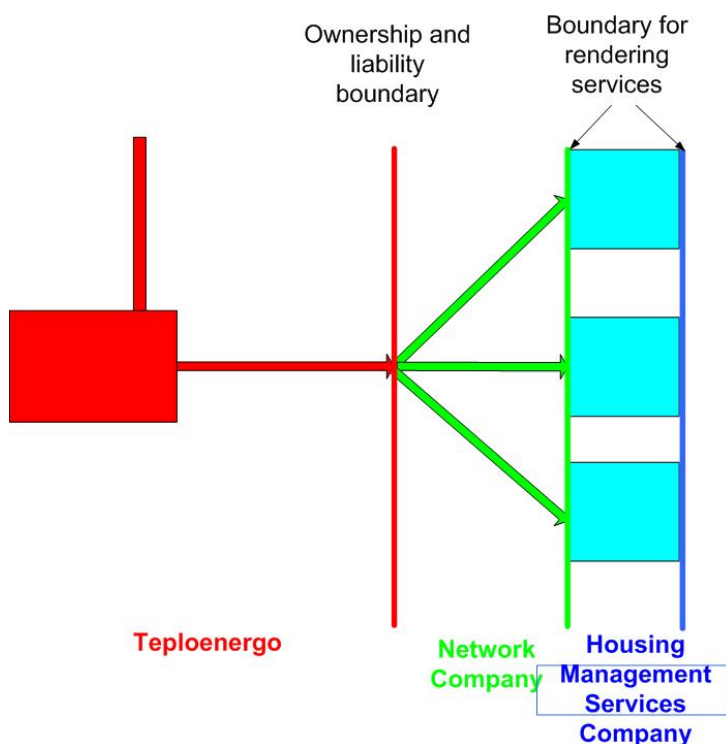 Ownership and
liability
boundary
Boundary for
rendering
services
Teploenergo
Network
Company
Housing
Management
Services
Company